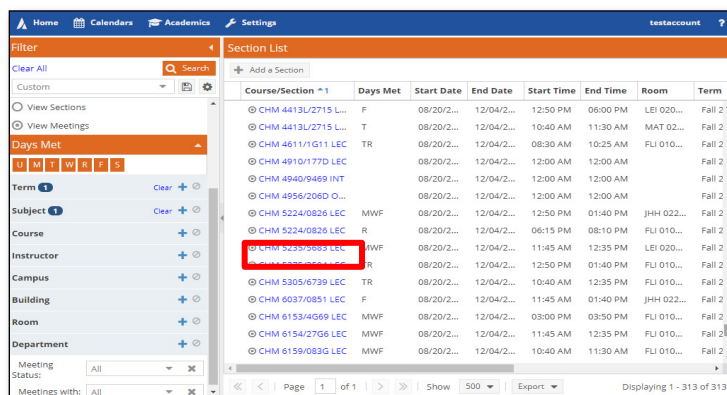 Home Calendars Academics Settings testaccount ?
Filter
Clear All Search
Custom
View Sections
View Meetings
Days Met
U M T W R F S
Term 1 Clear
Subject 1 Clear
Course
Instructor
Campus
Building
Room
Department
Meeting Status: All
Meetings with: All
Section List
Add a Section
Course/Section 1 Days Met Start Date End Date Start Time End Time Room Term
CHM 4413L/2715 L... F 08/20/2... 12/04/2... 12:50 PM 06:00 PM LEI 020... Fall 2
CHM 4413L/2715 L... T 08/20/2... 12/04/2... 10:40 AM 11:30 AM MAT 02... Fall 2
CHM 4611/1G11 LEC TR 08/20/2... 12/04/2... 08:30 AM 10:25 AM FLI 010... Fall 2
CHM 4910/177D LEC 08/20/2... 12/04/2... 12:00 AM 12:00 AM Fall 2
CHM 4940/9469 INT 08/20/2... 12/04/2... 12:00 AM 12:00 AM Fall 2
CHM 4956/206D O... 08/20/2... 12/04/2... 12:00 AM 12:00 AM Fall 2
CHM 5224/0826 LEC MWF 08/20/2... 12/04/2... 12:50 PM 01:40 PM JHH 022... Fall 2
CHM 5224/0826 LEC R 08/20/2... 12/04/2... 06:15 PM 08:10 PM FLI 010... Fall 2
CHM 5235/5683 LEC MWF 08/20/2... 12/04/2... 11:45 AM 12:35 PM LEI 020... Fall 2
TR 08/20/2... 12/04/2... 12:50 PM 01:40 PM FLI 010... Fall 2
CHM 5305/6739 LEC TR 08/20/2... 12/04/2... 10:40 AM 12:35 PM FLI 010... Fall 2
CHM 6037/0851 LEC F 08/20/2... 12/04/2... 11:45 AM 01:40 PM JHH 022... Fall 2
CHM 6153/4G69 LEC MWF 08/20/2... 12/04/2... 03:00 PM 03:50 PM FLI 010... Fall 2
CHM 6154/27G6 LEC MWF 08/20/2... 12/04/2... 11:45 AM 12:35 PM FLI 010... Fall 2
CHM 6159/083G LEC MWF 08/20/2... 12/04/2... 10:40 AM 11:30 AM FLI 010... Fall 2
Page 1 of 1 Show 500 Export Displaying 1 - 313 of 313